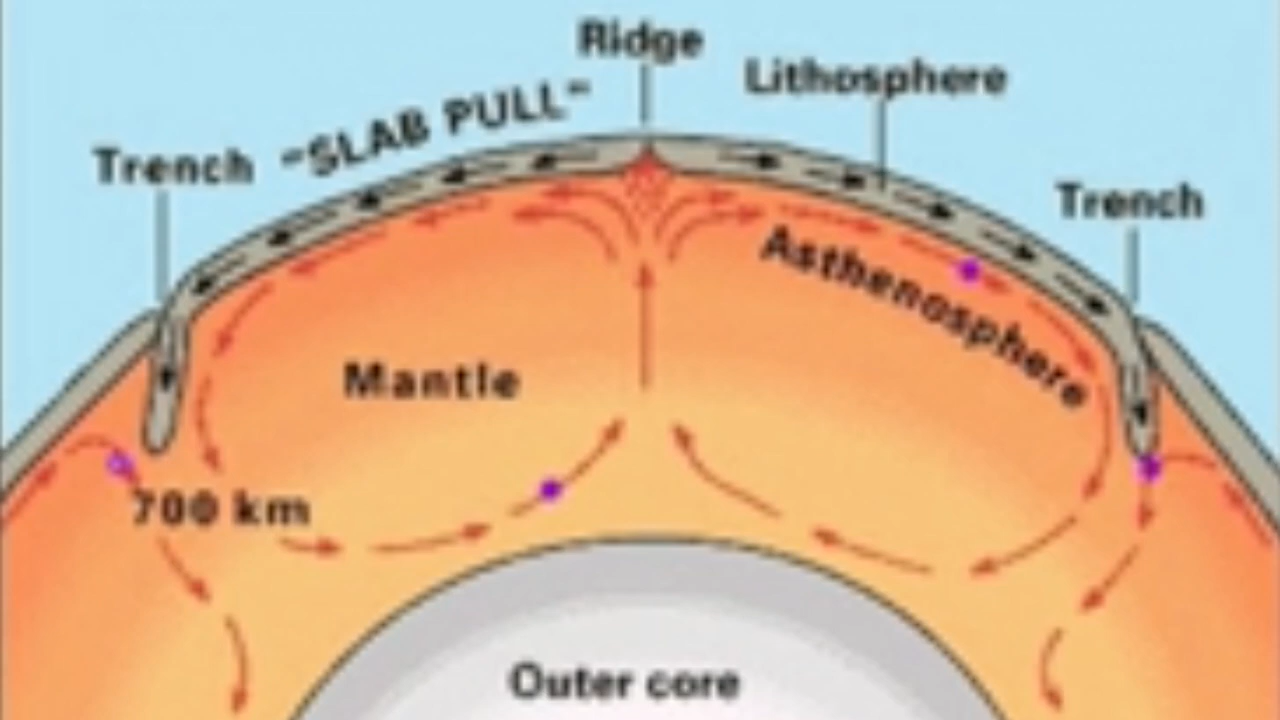 Ridge
Lithosphere
"SLAB PULL"
Trench
Trench
Asthenosphere
Mantle
700 km
Outer core